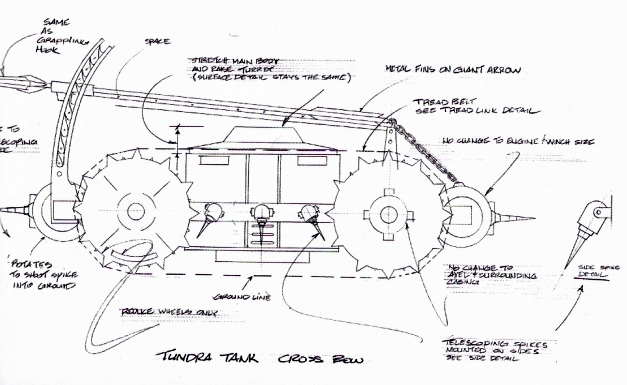 SAME
AS
GRAPPLING
HOOK
SPACE
STRETCH MAIN BODY
AND RAISE TURRET
(SURFACE DETAIL STAYS THE SAME)
METAL FINS ON GIANT ARROW
TREAD BELT
SEE TREAD LINK DETAIL
TO
NO CHANGE TO ENGINE/WINCH SIZE
ROTATES
TO SHOOT SPIKE
INTO GROUND
GROUND LINE
REDUCE WHEELS ONLY
NO CHANGE TO
AXEL & SURROUNDING
CASING
SIDE SPIKE
DETAIL
TELESCOPING SPIKES
MOUNTED ON SIDES
SEE SIDE DETAIL
TUNDRA TANK CROSS BOW